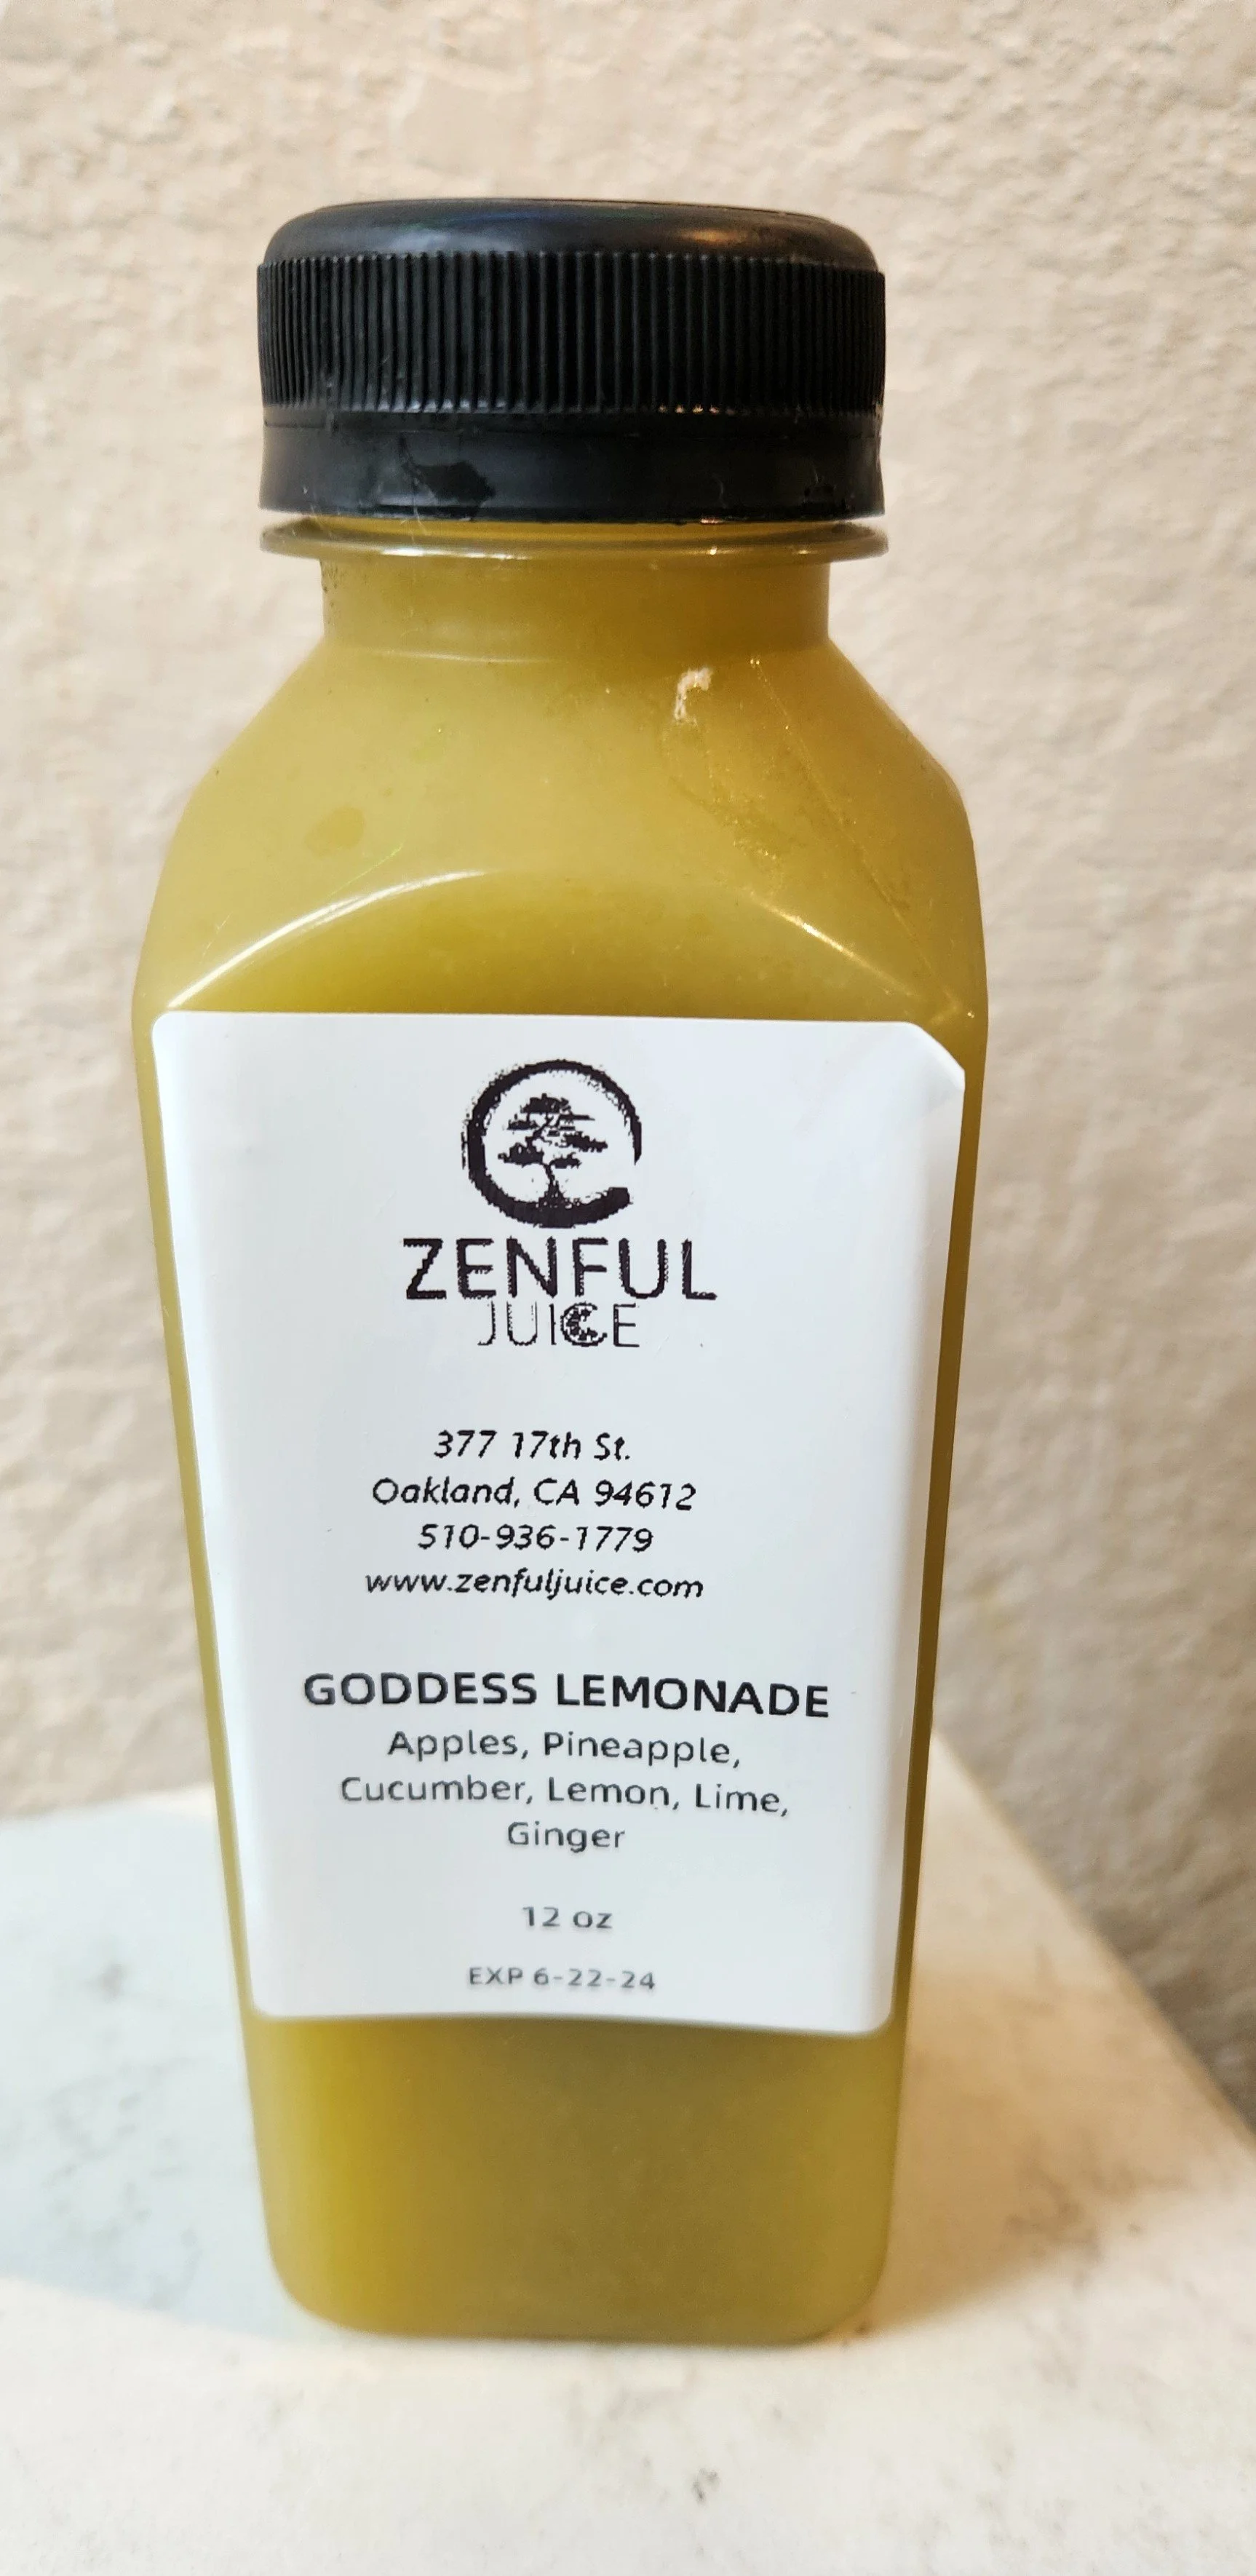 ZENFUL
JUICE
377 17th St.
Oakland, CA 94612
510-936-1779
www.zenfuljuice.com
GODDESS LEMONADE
Apples, Pineapple,
Cucumber, Lemon, Lime,
Ginger
12 oz
EXP 6-22-24